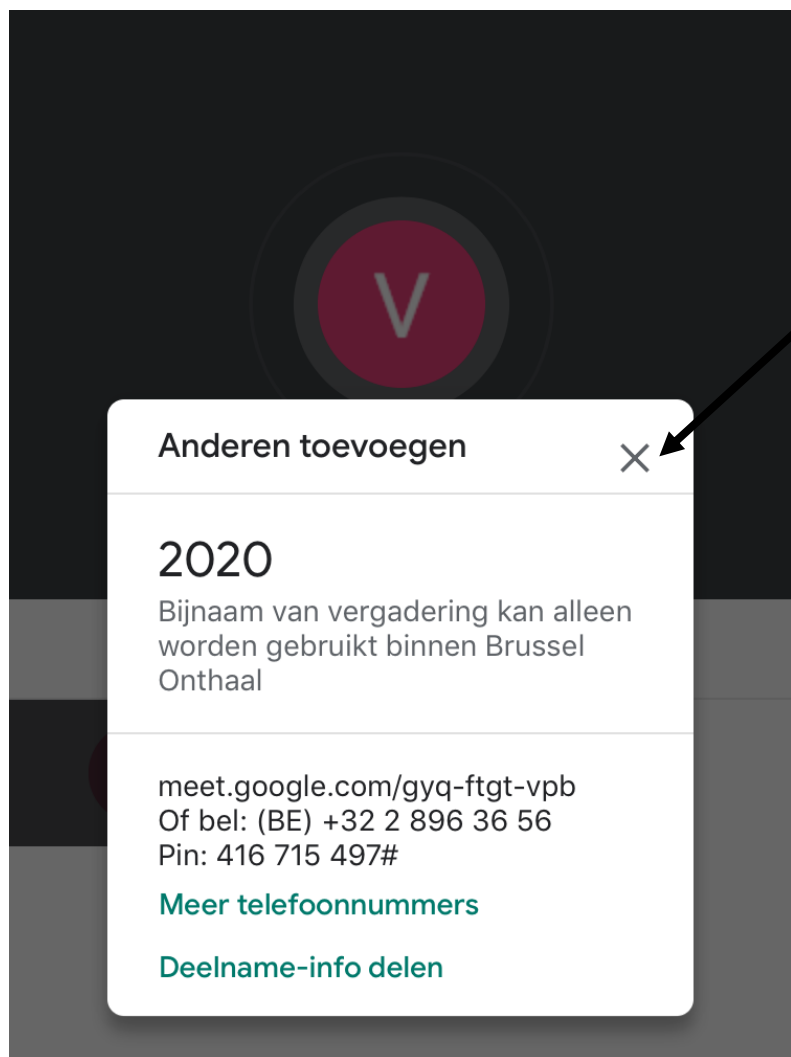 V
Anderen toevoegen
2020
Bijnaam van vergadering kan alleen
worden gebruikt binnen Brussel
Onthaal
meet.google.com/gyq-ftgt-vpb
Of bel: (BE) +32 2 896 36 56
Pin: 416 715 497#
Meer telefoonnummers
Deelname-info delen